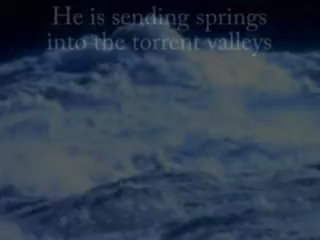 He is sending springs
into the torrent valleys